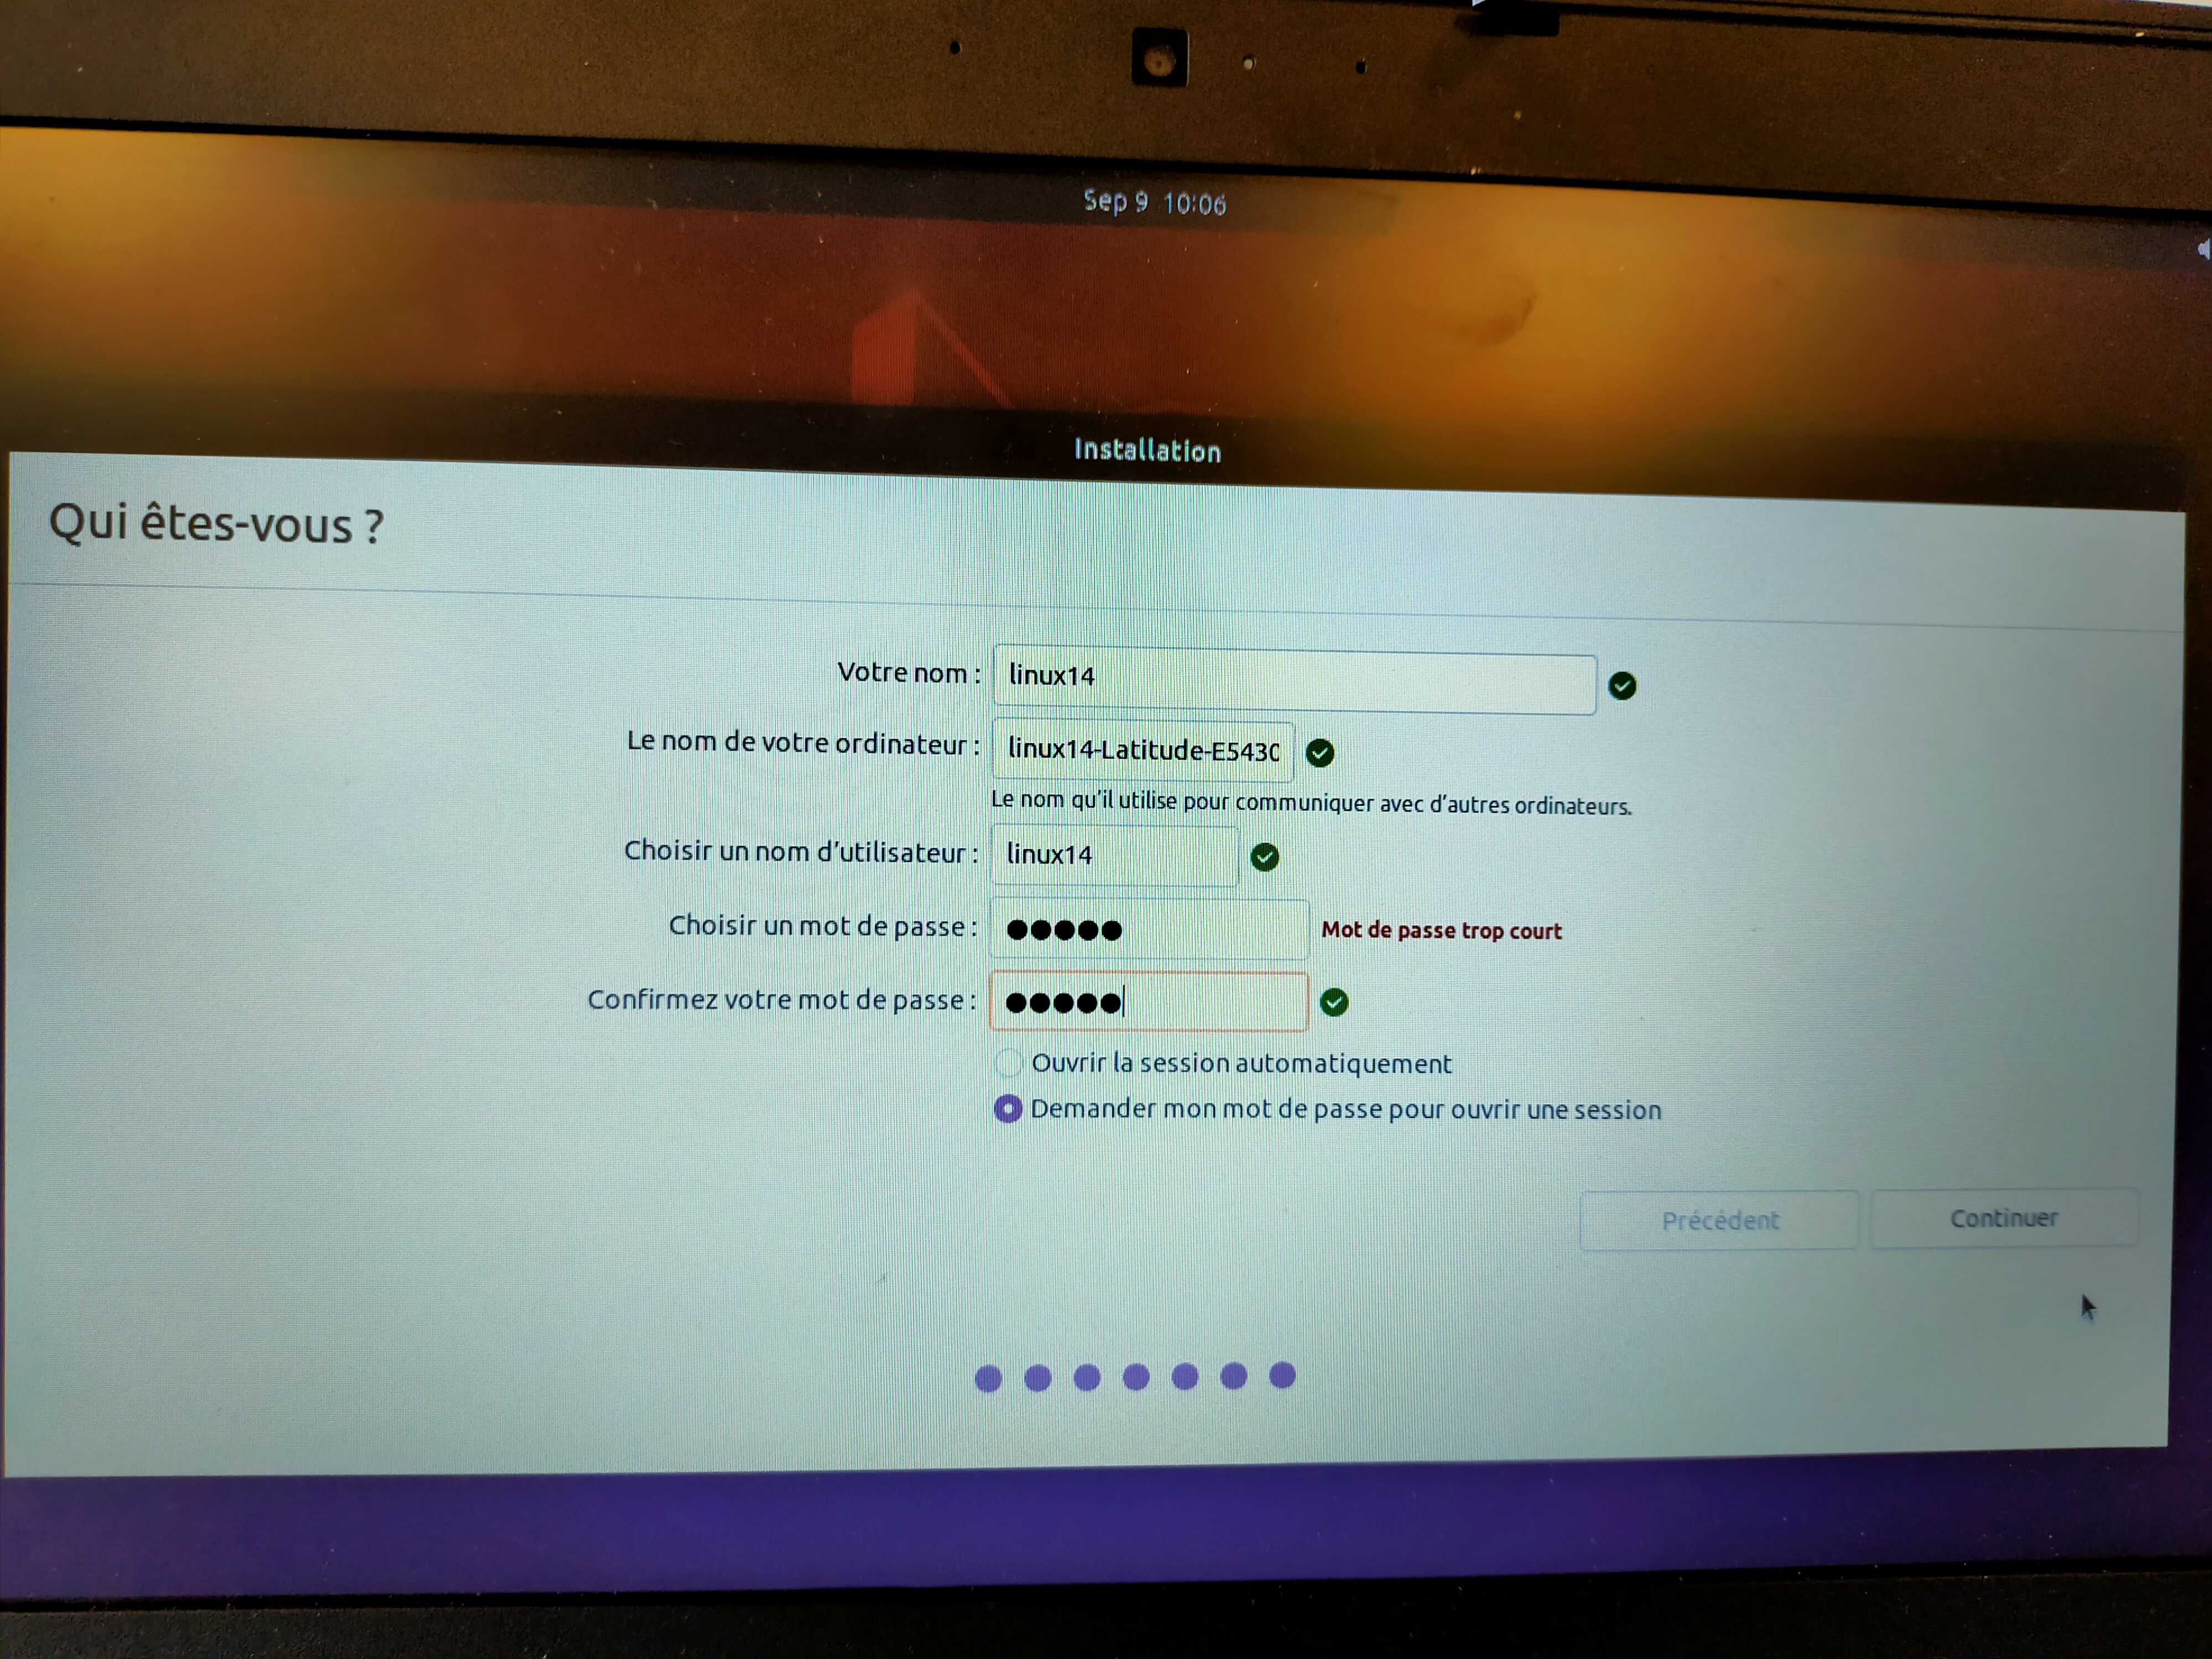 Sep 9 10:06
Installation
Qui êtes-vous ?
Votre nom : linux14
Le nom de votre ordinateur : linux14-Latitude-E5430
Le nom qu'il utilise pour communiquer avec d'autres ordinateurs.
Choisir un nom d'utilisateur : linux14
Choisir un mot de passe : ●●●●● Mot de passe trop court
Confirmez votre mot de passe : ●●●●●
Ouvrir la session automatiquement
Demander mon mot de passe pour ouvrir une session
Précédent Continuer